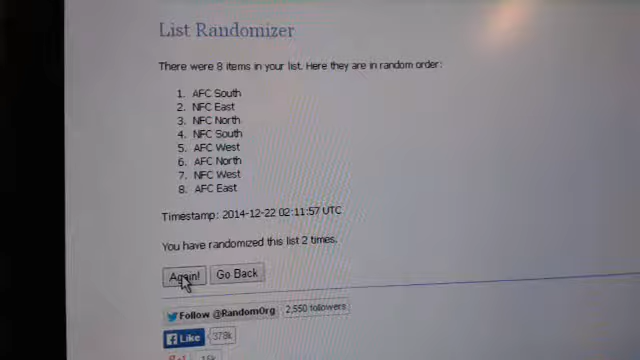 List Randomizer
There were 8 items in your list. Here they are in random order:
1. AFC South
2. NFC East
3. NFC North
4. NFC South
5. AFC West
6. AFC North
7. NFC West
8. AFC East
Timestamp: 2014-12-22 02:11:57 UTC
You have randomized this list 2 times.
Again! Go Back
Follow @RandomOrg 2,550 followers
Like 378k